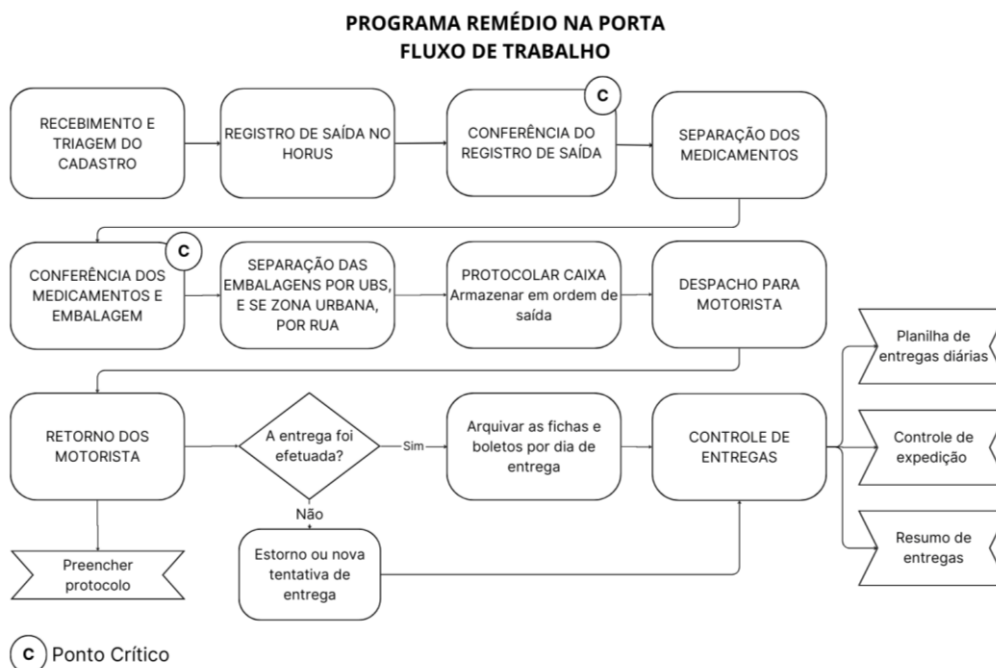 PROGRAMA REMÉDIO NA PORTA
FLUXO DE TRABALHO
RECEBIMENTO E
TRIAGEM DO
CADASTRO
REGISTRO DE SAÍDA NO
HORUS
C
CONFERÊNCIA DO
REGISTRO DE SAÍDA
SEPARAÇÃO DOS
MEDICAMENTOS
C
CONFERÊNCIA DOS
MEDICAMENTOS E
EMBALAGEM
SEPARAÇÃO DAS
EMBALAGENS POR UBS,
E SE ZONA URBANA,
POR RUA
PROTOCOLAR CAIXA
Armazenar em ordem de
saída
DESPACHO PARA
MOTORISTA
RETORNO DOS
MOTORISTA
Preencher
protocolo
A entrega foi
efetuada?
Sim
Não
Arquivar as fichas e
boletos por dia de
entrega
Estorno ou nova
tentativa de
entrega
CONTROLE DE
ENTREGAS
Planilha de
entregas diárias
Controle de
expedição
Resumo de
entregas
C Ponto Crítico